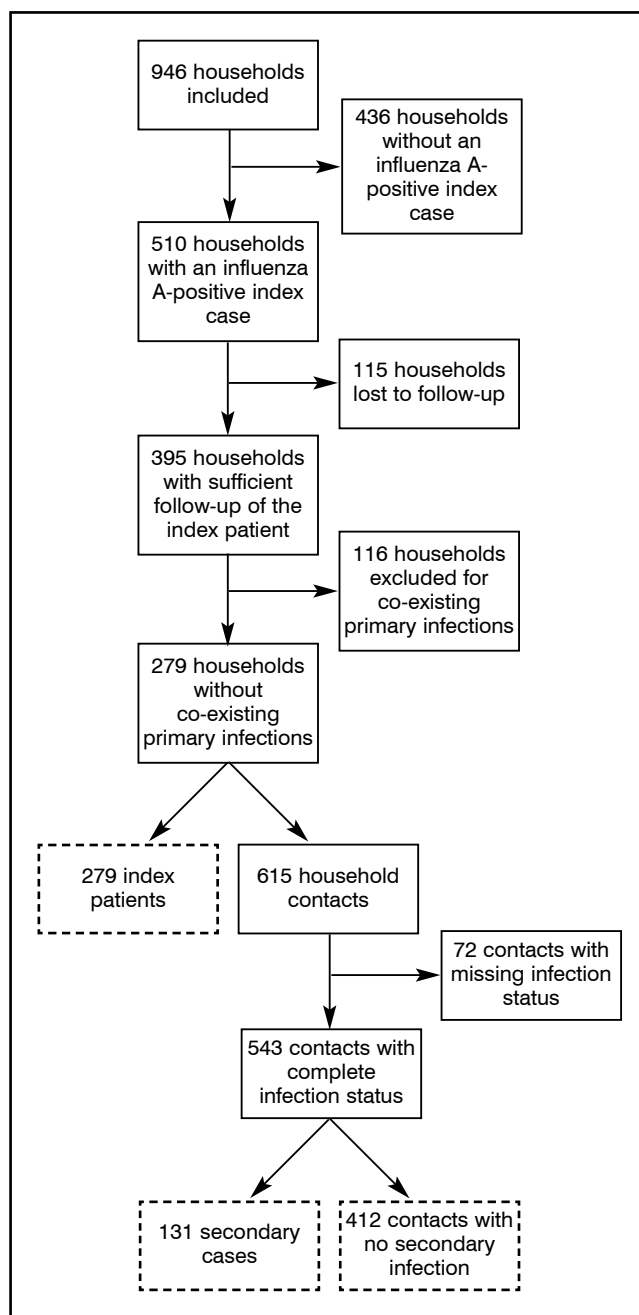 946 households
included
436 households
without an
influenza A-
positive index
case
510 households
with an influenza
A-positive index
case
115 households
lost to follow-up
395 households
with sufficient
follow-up of the
index patient
116 households
excluded for
co-existing
primary infections
279 households
without
co-existing
primary infections
279 index
patients
615 household
contacts
72 contacts with
missing infection
status
543 contacts with
complete
infection status
131 secondary
cases
412 contacts with
no secondary
infection